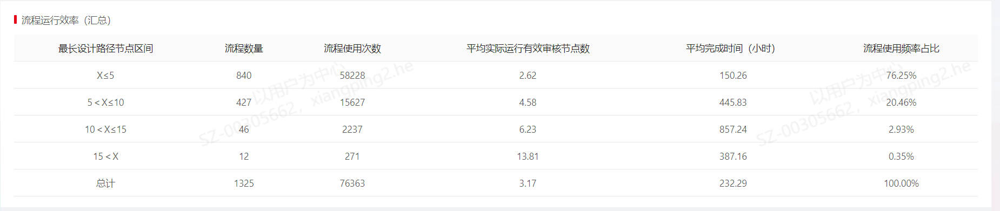 流程运行效率（汇总）
最长设计路径节点区间 流程数量 流程使用次数 平均实际运行有效审核节点数 平均完成时间（小时） 流程使用频率占比
X≤5 840 58228 2.62 150.26 76.25%
5＜X≤10 427 15627 4.58 445.83 20.46%
10＜X≤15 46 2237 6.23 857.24 2.93%
15＜X 12 271 13.81 387.16 0.35%
总计 1325 76363 3.17 232.29 100.00%
以用户为中心
SZ-00305662，xiangping2.he
以用户为中心
SZ-00305662，xiangping2.he